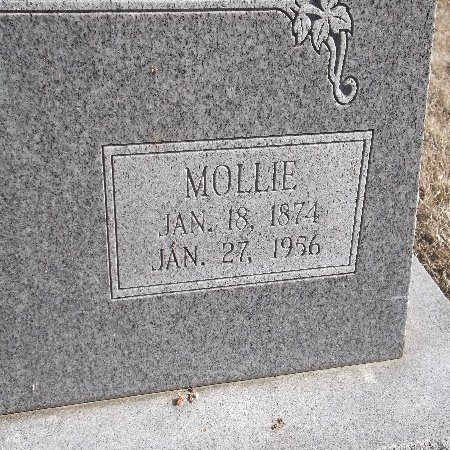 MOLLIE
JAN. 18, 1874
JAN. 27, 1956